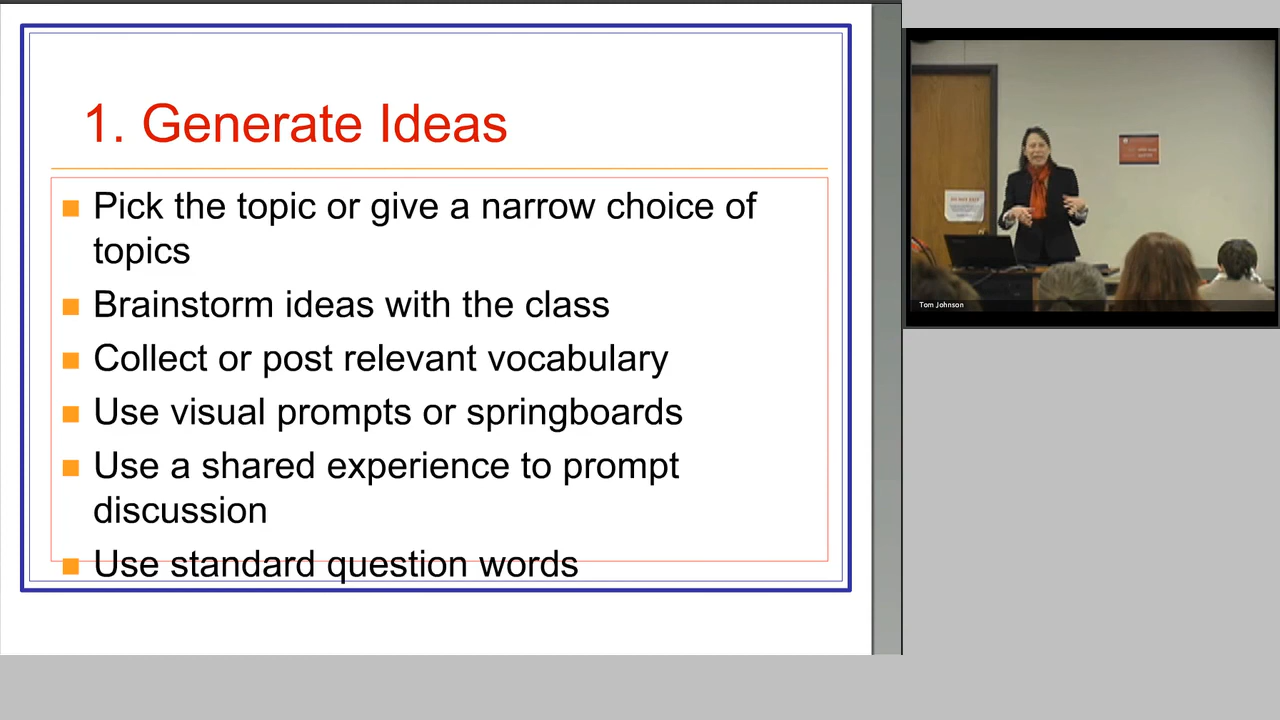 1. Generate Ideas
Pick the topic or give a narrow choice of
topics
Brainstorm ideas with the class
Collect or post relevant vocabulary
Use visual prompts or springboards
Use a shared experience to prompt
discussion
Use standard question words
Tom Johnson